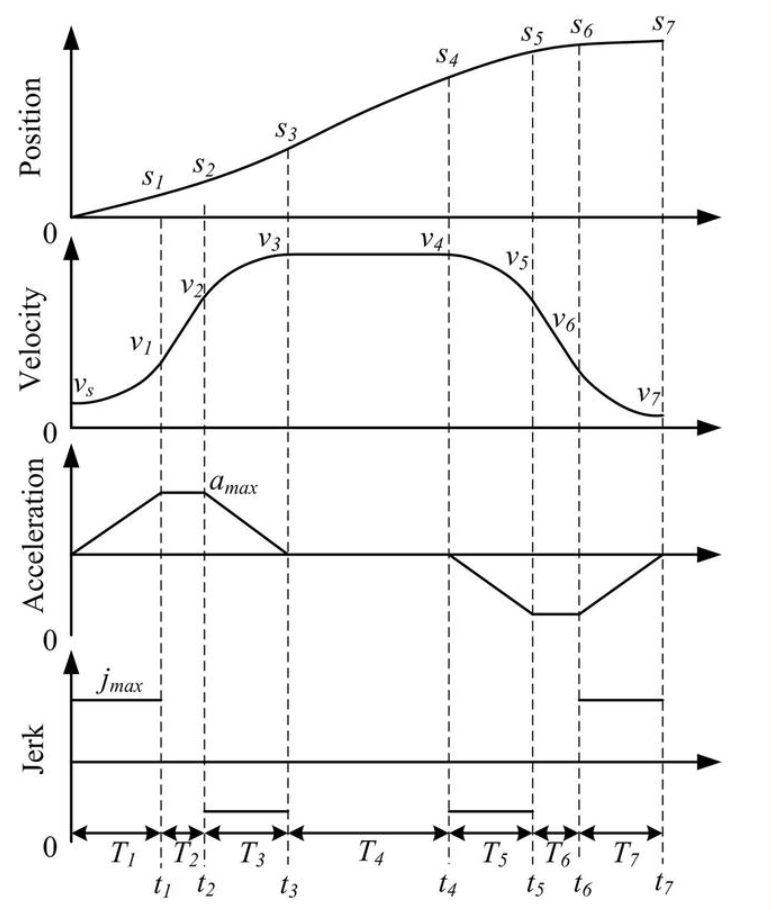 Position
s1 s2 s3 s4 s5 s6 s7
0
Velocity
vs v1 v2 v3 v4 v5 v6 v7
0
Acceleration
amax
0
Jerk
jmax
0
T1 T2 T3 T4 T5 T6 T7
t1 t2 t3 t4 t5 t6 t7